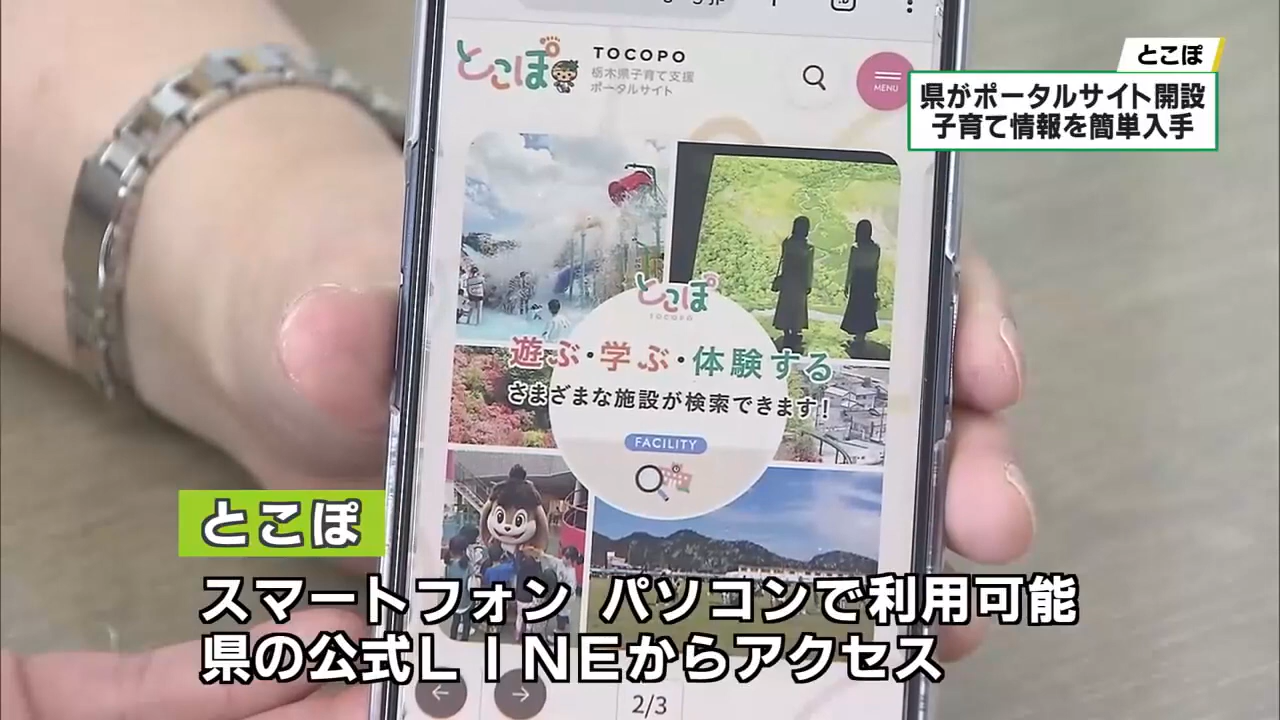 とこぽ
県がポータルサイト開設
子育て情報を簡単入手
とこぽ
TOCOPO
栃木県子育て支援
ポータルサイト
MENU
とこぽ
TOCOPO
遊ぶ・学ぶ・体験する
さまざまな施設が検索できます!
FACILITY
とこぽ
スマートフォン パソコンで利用可能
県の公式LINEからアクセス
← → 2/3